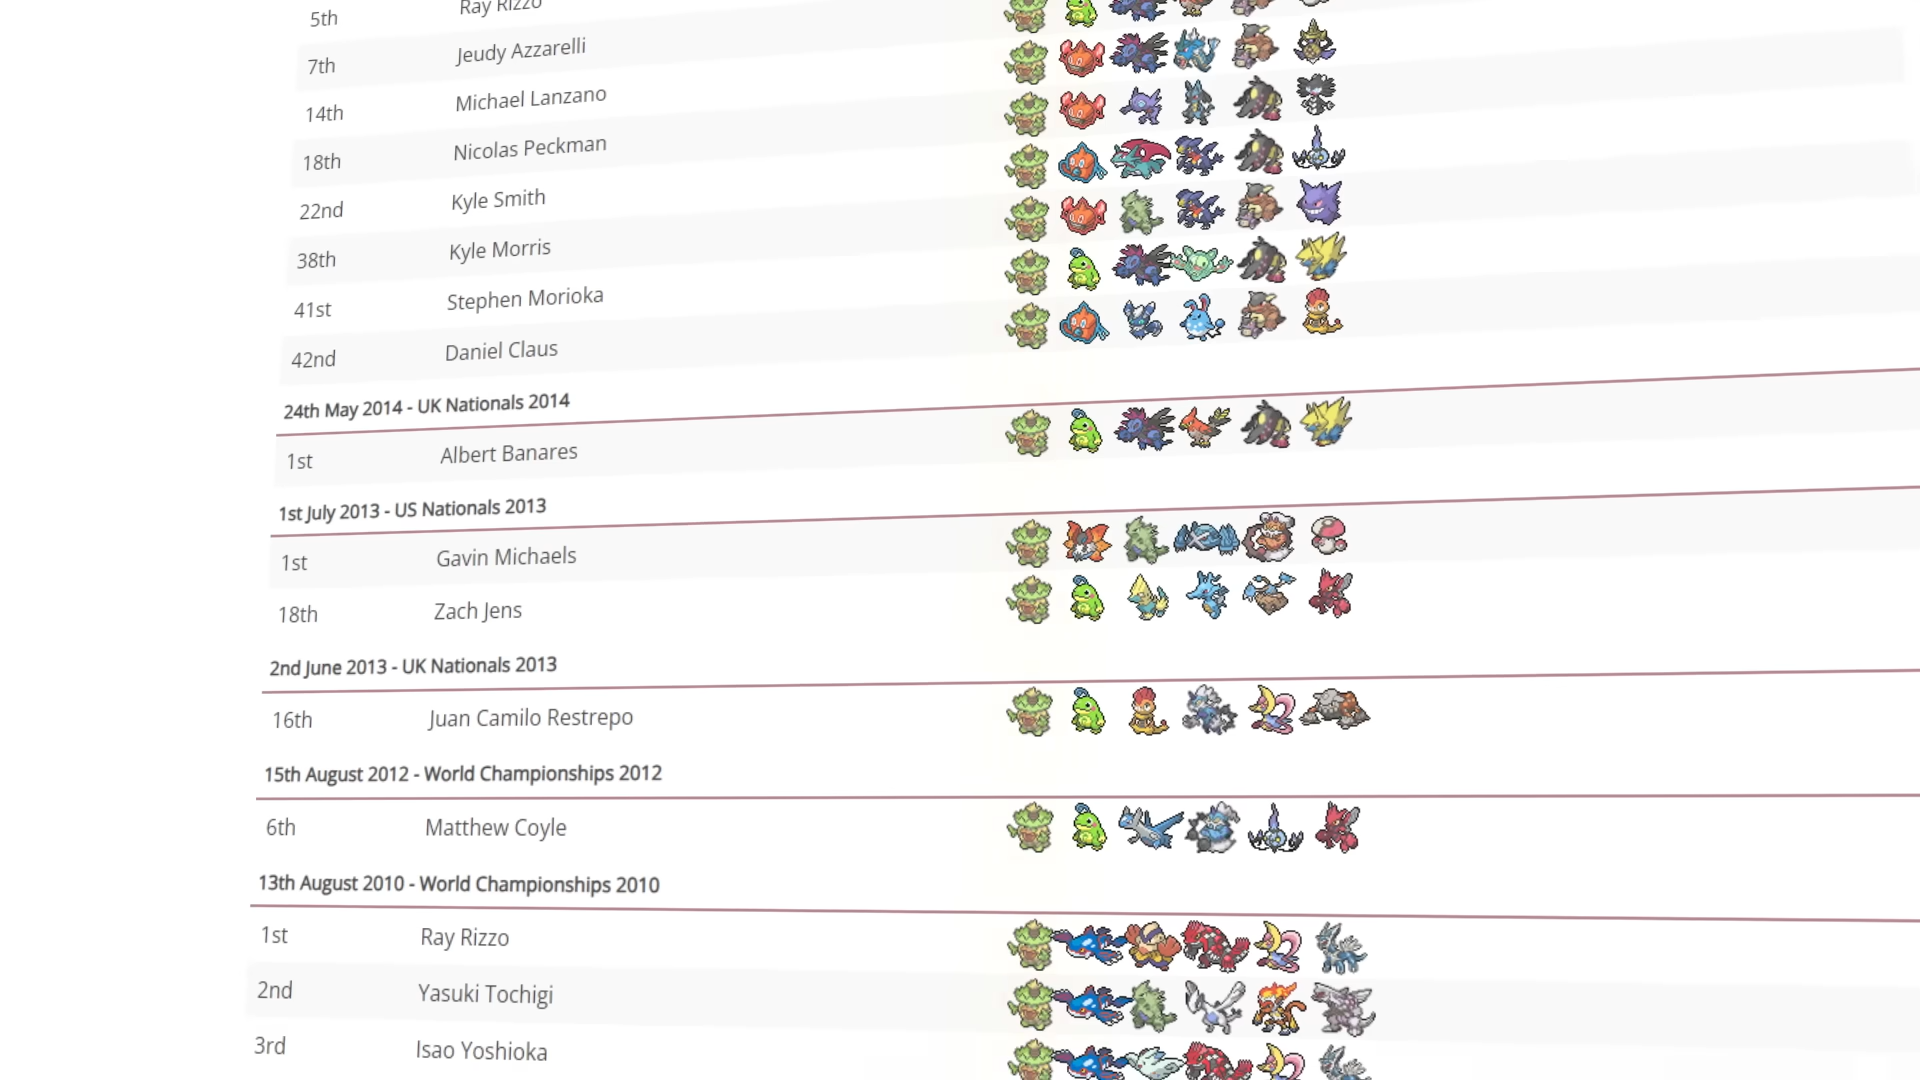 5th Ray Rizzo
7th Jeudy Azzarelli
14th Michael Lanzano
18th Nicolas Peckman
22nd Kyle Smith
38th Kyle Morris
41st Stephen Morioka
42nd Daniel Claus
24th May 2014 - UK Nationals 2014
1st Albert Banares
1st July 2013 - US Nationals 2013
1st Gavin Michaels
18th Zach Jens
2nd June 2013 - UK Nationals 2013
16th Juan Camilo Restrepo
15th August 2012 - World Championships 2012
6th Matthew Coyle
13th August 2010 - World Championships 2010
1st Ray Rizzo
2nd Yasuki Tochigi
3rd Isao Yoshioka